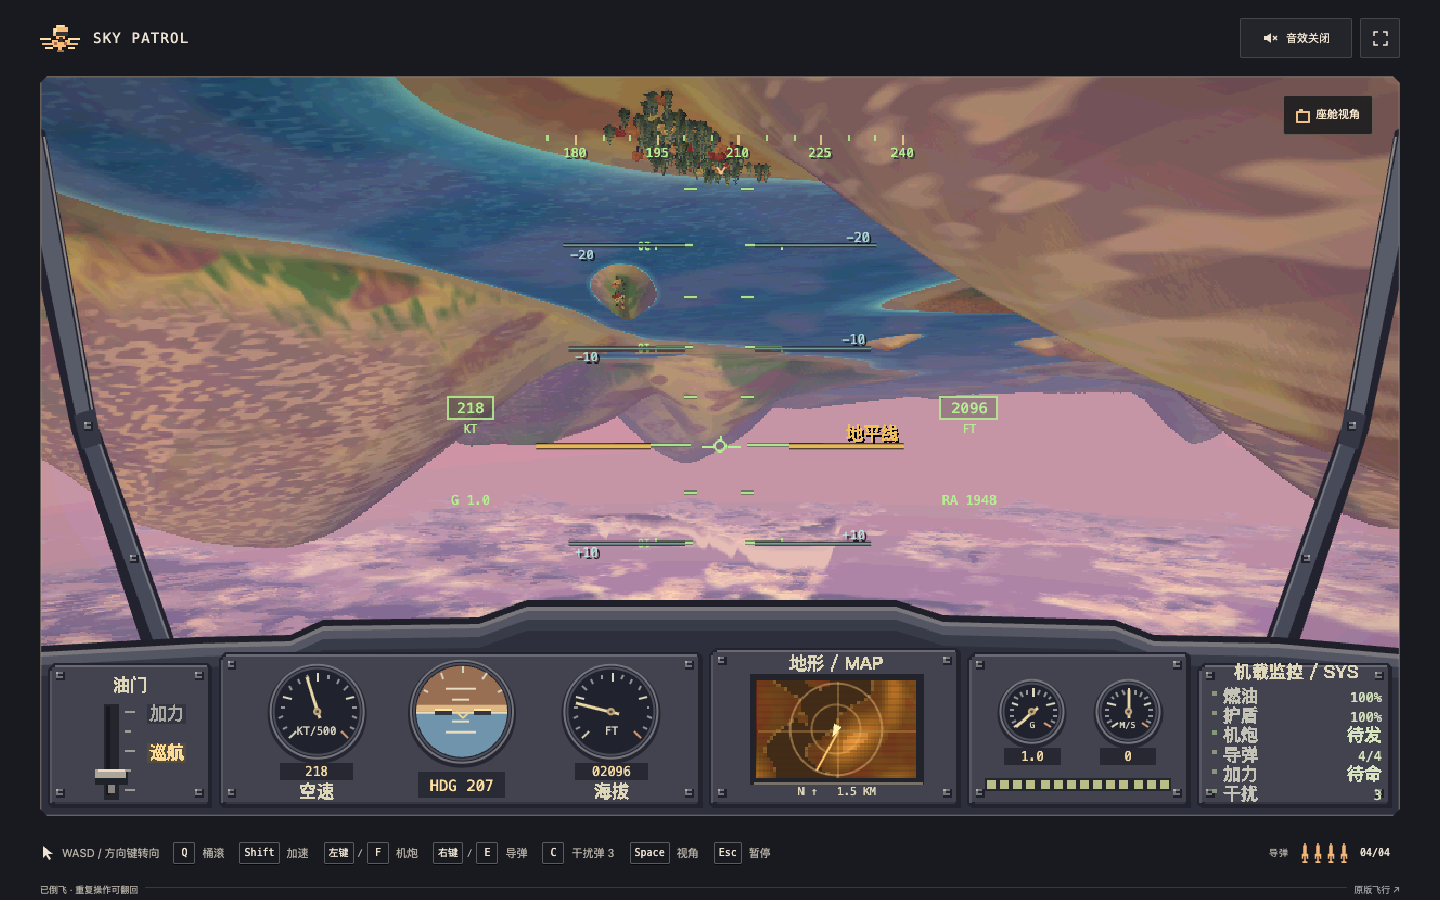 SKY PATROL
音效关闭
座舱视角
180 195 210 225 240
-20 -20
-10 -10
218 2096
KT FT
地平线
G 1.0 RA 1948
+10 +10
油门
加力
巡航
KT/500
218
空速
HDG 207
FT
02096
海拔
地形 / MAP
N ↑ 1.5 KM
G
1.0
M/S
0
机载监控 / SYS
燃油 100%
护盾 100%
机炮 待发
导弹 4/4
加力 待命
干扰 3
WASD / 方向键转向 Q 桶滚 Shift 加速 左键 / F 机炮 右键 / E 导弹 C 干扰弹 3 Space 视角 Esc 暂停
导弹 04/04
已倒飞 · 重复操作可翻回
原版飞行 ↗